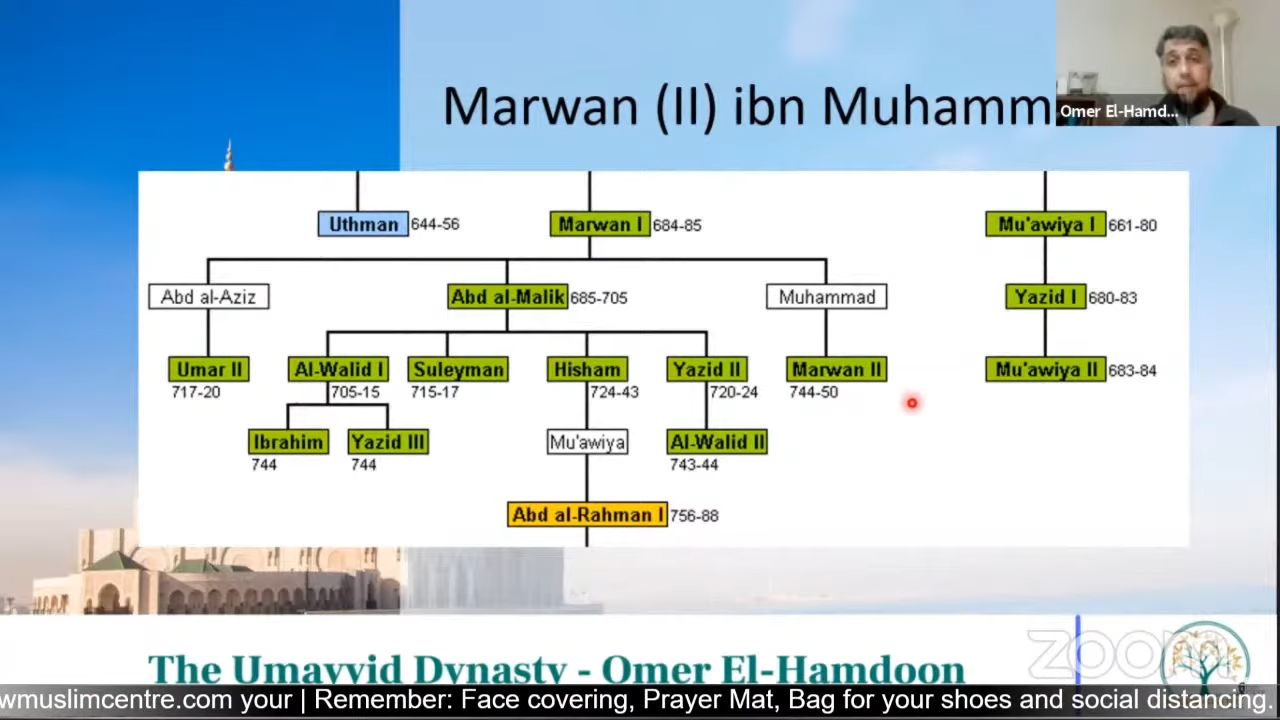 Marwan (II) ibn Muhamm
Omer El-Hamd...
Uthman 644-56
Marwan I 684-85
Mu'awiya I 661-80
Abd al-Aziz
Abd al-Malik 685-705
Muhammad
Yazid I 680-83
Umar II
717-20
Al-Walid I
705-15
Suleyman
715-17
Hisham
724-43
Yazid II
720-24
Marwan II
744-50
Mu'awiya II 683-84
Ibrahim
744
Yazid III
744
Mu'awiya
Al-Walid II
743-44
Abd al-Rahman I 756-88
zoom
The Umayyid Dynasty - Omer El-Hamdoon
wmuslimcentre.com your | Remember: Face covering, Prayer Mat, Bag for your shoes and social distancing.